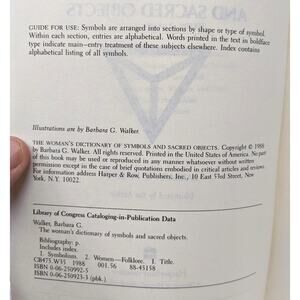 AND SACRED OBJECTS
GUIDE FOR USE: Symbols are arranged into sections by shape or type of symbol.
Within each section, entries are alphabetical. Words printed in the text in boldface
type indicate main-entry treatment of these subjects elsewhere. Index contains
alphabetical listing of all symbols.
Illustrations are by Barbara G. Walker.
THE WOMAN'S DICTIONARY OF SYMBOLS AND SACRED OBJECTS. Copyright © 1988
by Barbara G. Walker. All rights reserved. Printed in the United States of America. No part
of this book may be used or reproduced in any manner whatsoever without written
permission except in the case of brief quotations embodied in critical articles and reviews.
For information address Harper & Row, Publishers, Inc., 10 East 53rd Street, New
York, N.Y. 10022.
Library of Congress Cataloging-in-Publication Data
Walker, Barbara G.
The woman's dictionary of symbols and sacred objects.
Bibliography: p.
Includes index.
1. Symbolism. 2. Women—Folklore. I. Title.
CB475.W35 1988 001.56 88-45158
ISBN 0-06-250992-5
ISBN 0-06-250923-3 (pbk.)